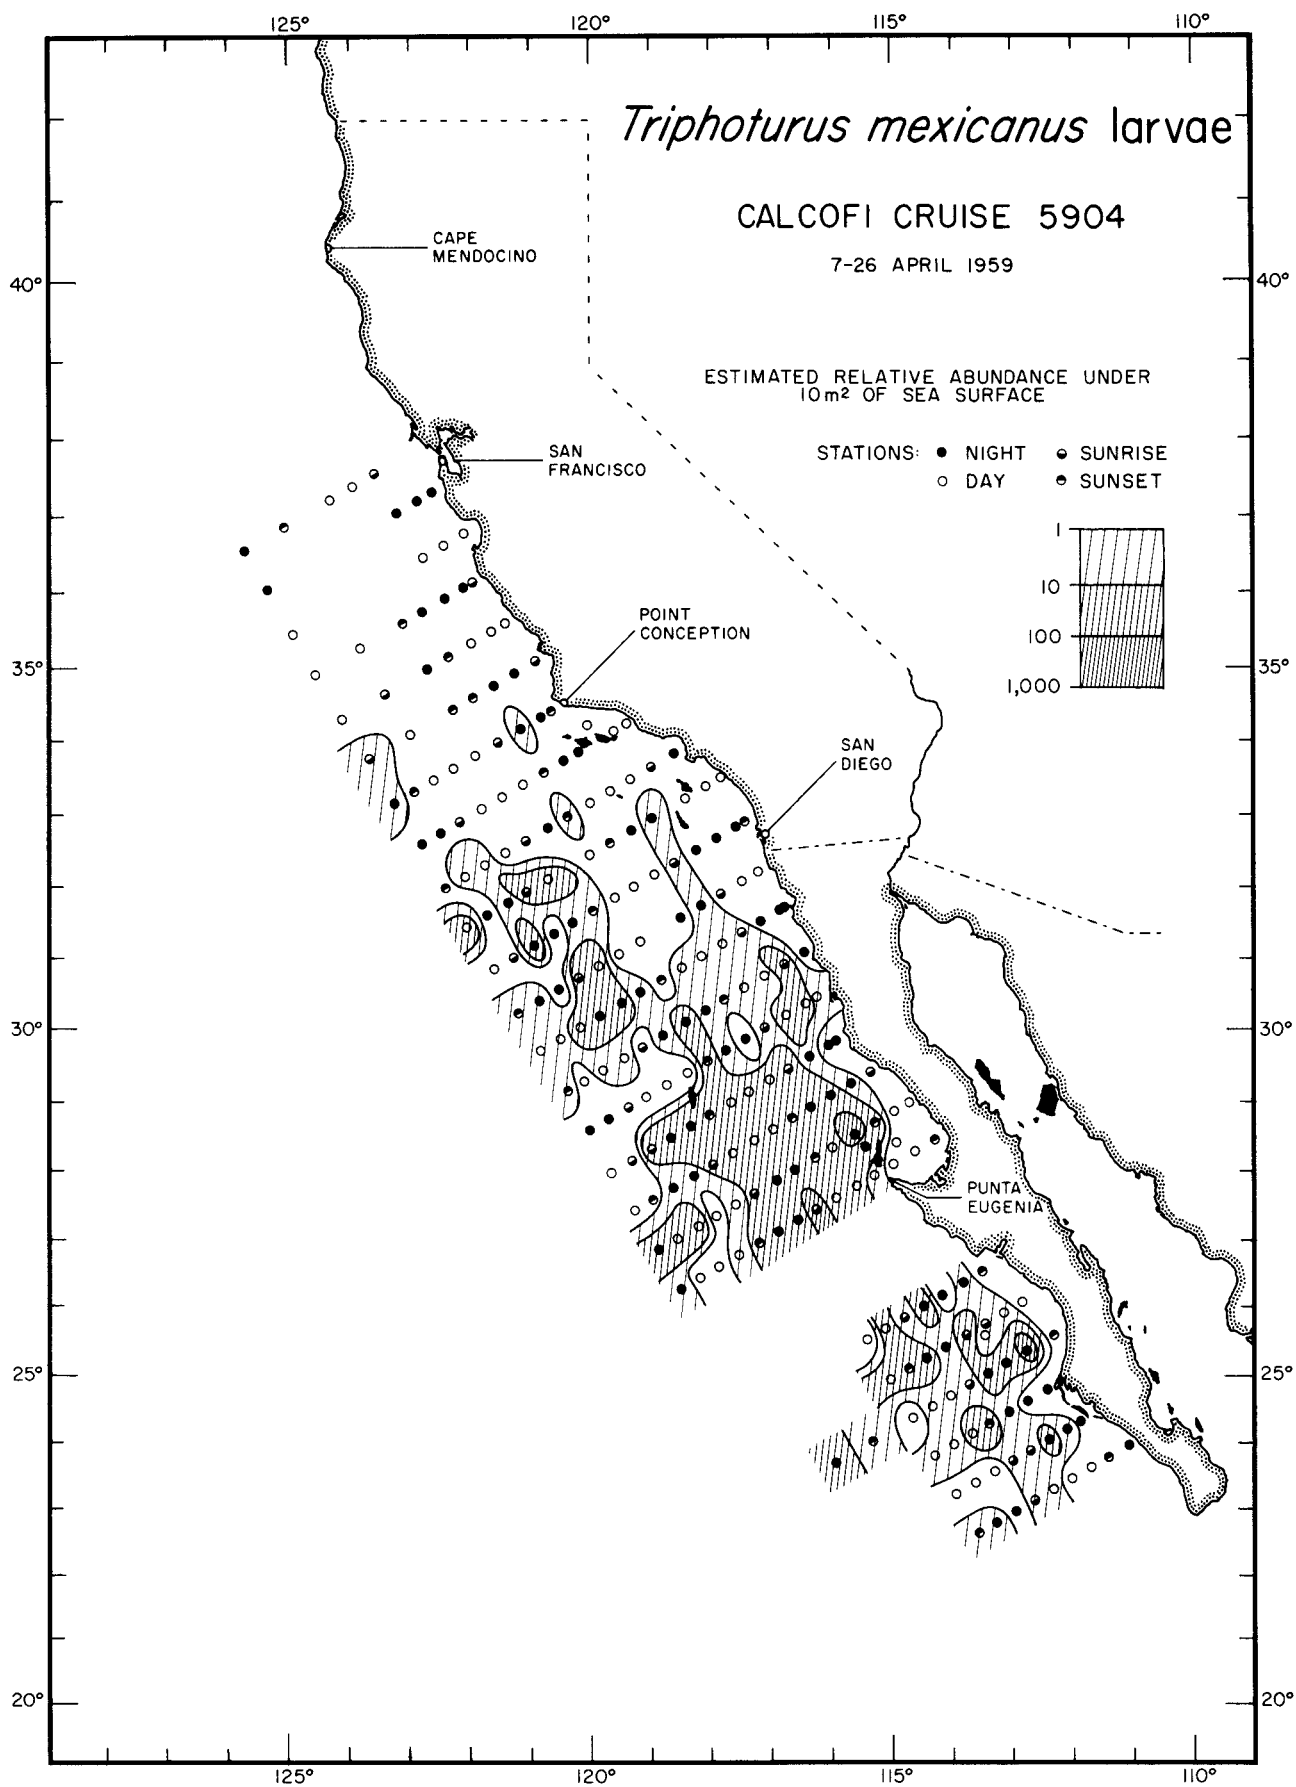 125° 120° 115° 110°
Triphoturus mexicanus larvae
CALCOFI CRUISE 5904
7-26 APRIL 1959
CAPE
MENDOCINO
40° 40°
ESTIMATED RELATIVE ABUNDANCE UNDER
10m² OF SEA SURFACE
STATIONS: ● NIGHT ◒ SUNRISE
○ DAY ◓ SUNSET
SAN
FRANCISCO
1
10
100
1,000
POINT
CONCEPTION
35° 35°
SAN
DIEGO
30° 30°
PUNTA
EUGENIA
25° 25°
20° 20°
125° 120° 115° 110°